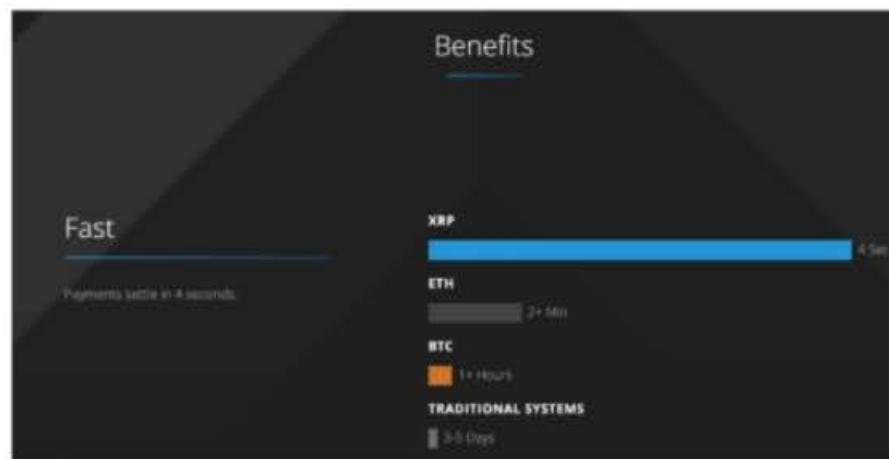 Benefits
Fast
Payments settle in 4 seconds.
XRP
4 Sec
ETH
2+ Min
BTC
1+ Hours
TRADITIONAL SYSTEMS
3-5 Days